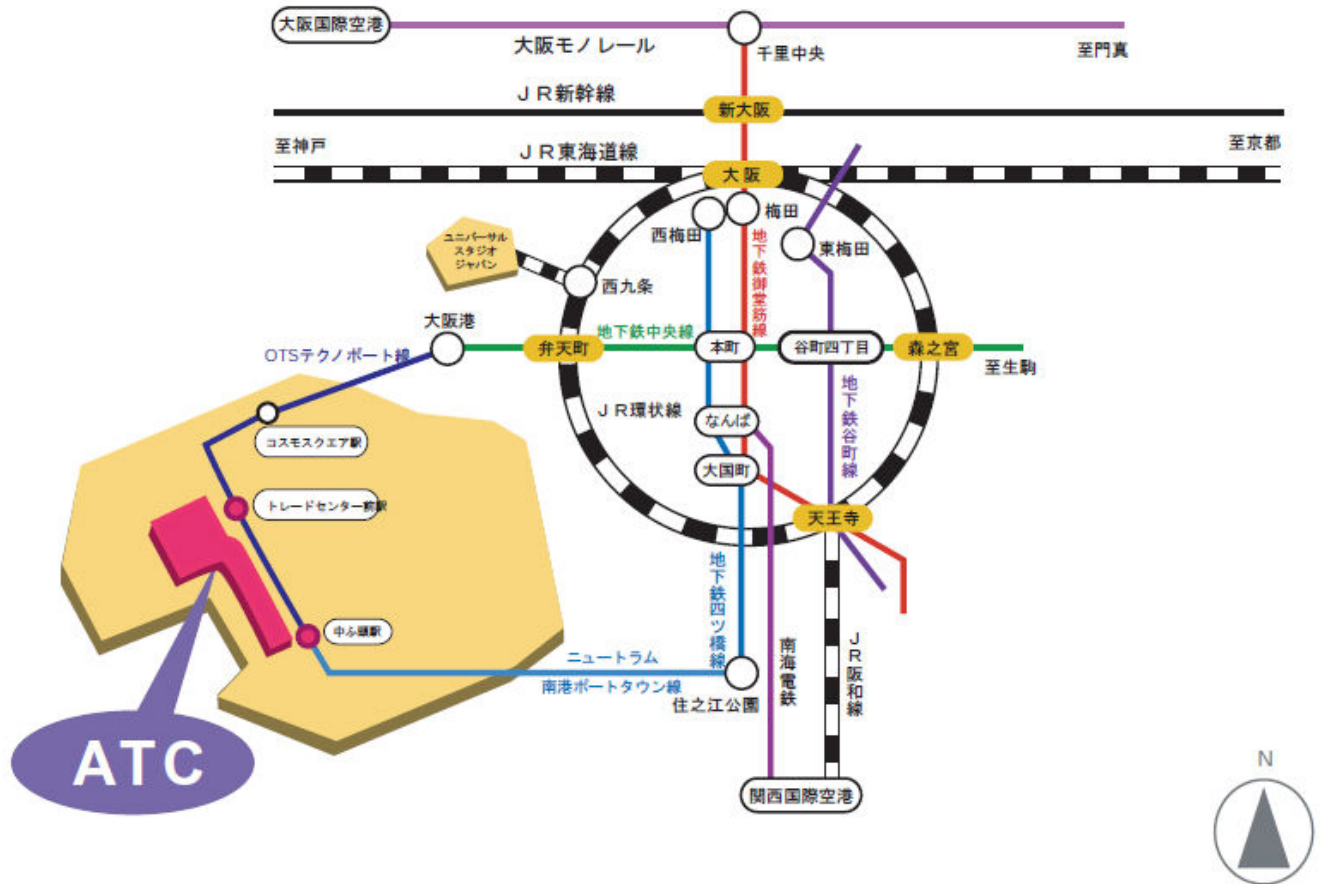 大阪国際空港
大阪モノレール
千里中央
至門真
JR新幹線
新大阪
至神戸
JR東海道線
至京都
大阪
梅田
西梅田
東梅田
ユニバーサル
スタジオ
ジャパン
西九条
地下鉄御堂筋線
大阪港
地下鉄中央線
OTSテクノポート線
弁天町
本町
谷町四丁目
森之宮
至生駒
地下鉄谷町線
JR環状線
なんば
コスモスクエア駅
大国町
トレードセンター前駅
天王寺
地下鉄四ツ橋線
中ふ頭駅
ニュートラム
南港ポートタウン線
南海電鉄
JR阪和線
住之江公園
ATC
関西国際空港
N